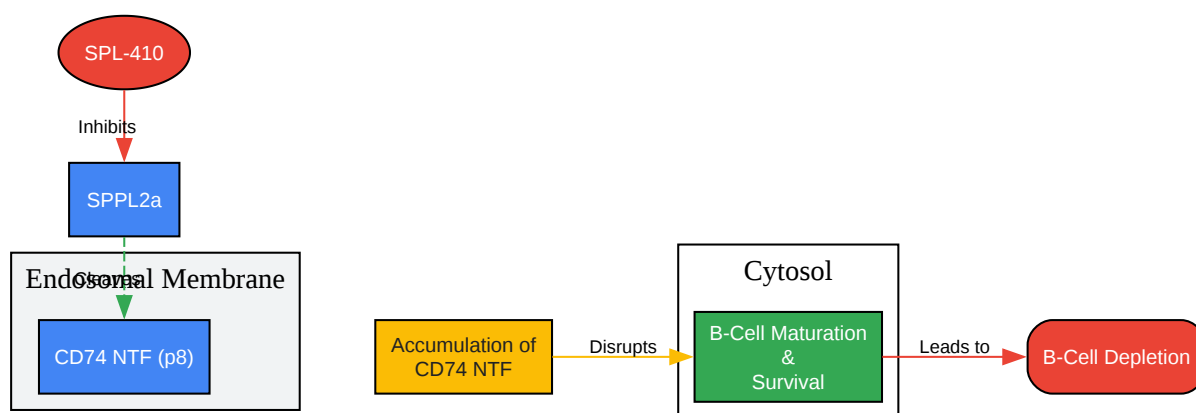 SPL-410
Inhibits
SPPL2a
Endosomal Membrane
Cleaves
CD74 NTF (p8)
Accumulation of
CD74 NTF
Disrupts
Cytosol
B-Cell Maturation
&
Survival
Leads to
B-Cell Depletion